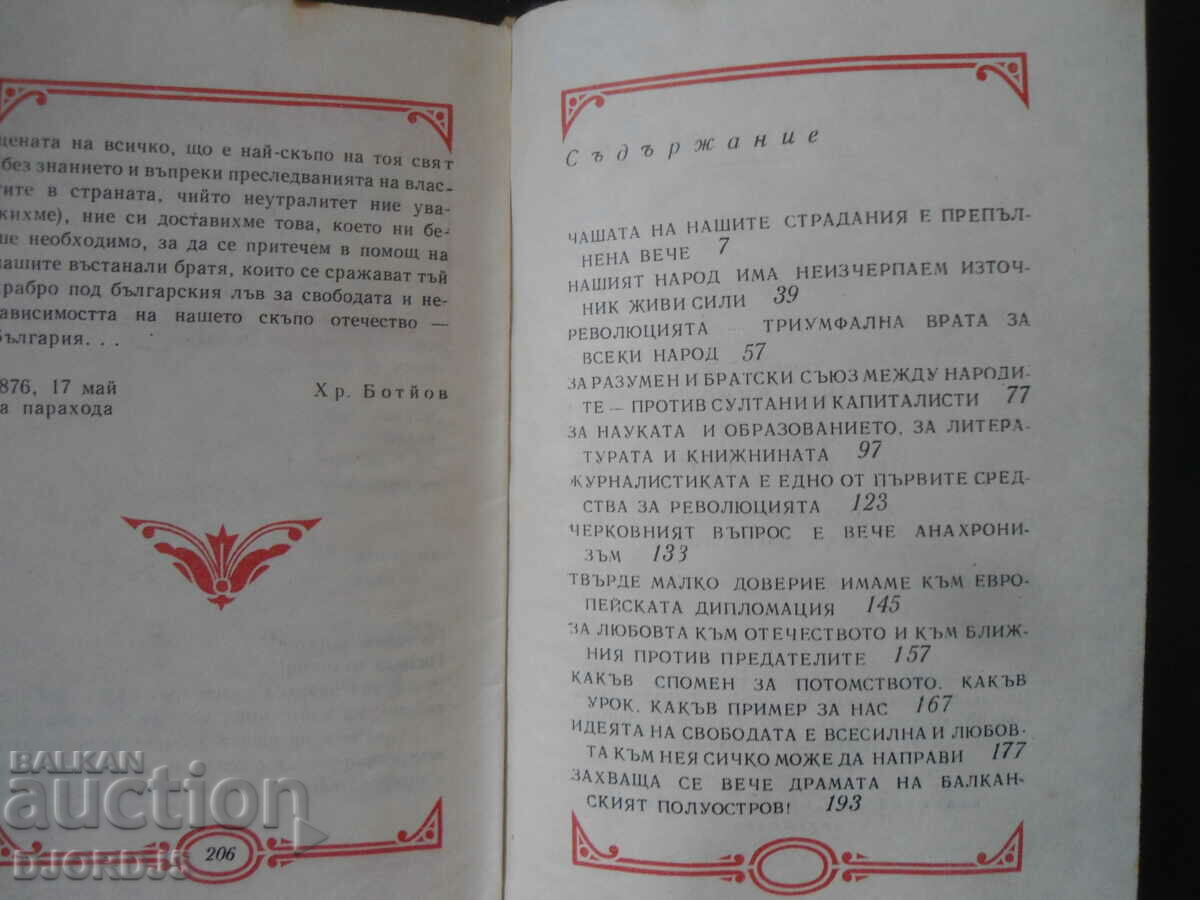 цената на всичко, що е най-скъпо на тоя свят
без знанието и въпреки преследванията на влас-
тите в страната, чийто неутралитет ние ува-
жихме), ние си доставихме това, което ни бе-
ше необходимо, за да се притечем в помощ на
нашите въстанали братя, които се сражават тъй
храбро под българския лъв за свободата и не-
ависимостта на нашето скъпо отечество —
България. . .
876, 17 май Хр. Ботйов
а парахода
206
Съдържание
ЧАШАТА НА НАШИТЕ СТРАДАНИЯ Е ПРЕПЪЛ-
НЕНА ВЕЧЕ 7
НАШИЯТ НАРОД ИМА НЕИЗЧЕРПАЕМ ИЗТОЧ-
НИК ЖИВИ СИЛИ 39
РЕВОЛЮЦИЯТА — ТРИУМФАЛНА ВРАТА ЗА
ВСЕКИ НАРОД 57
ЗА РАЗУМЕН И БРАТСКИ СЪЮЗ МЕЖДУ НАРОДИ-
ТЕ — ПРОТИВ СУЛТАНИ И КАПИТАЛИСТИ 77
ЗА НАУКАТА И ОБРАЗОВАНИЕТО, ЗА ЛИТЕРА-
ТУРАТА И КНИЖНИНАТА 97
ЖУРНАЛИСТИКАТА Е ЕДНО ОТ ПЪРВИТЕ СРЕД-
СТВА ЗА РЕВОЛЮЦИЯТА 123
ЧЕРКОВНИЯТ ВЪПРОС Е ВЕЧЕ АНАХРОНИ-
ЗЪМ 133
ТВЪРДЕ МАЛКО ДОВЕРИЕ ИМАМЕ КЪМ ЕВРО-
ПЕЙСКАТА ДИПЛОМАЦИЯ 145
ЗА ЛЮБОВТА КЪМ ОТЕЧЕСТВОТО И КЪМ БЛИЖ-
НИЯ ПРОТИВ ПРЕДАТЕЛИТЕ 157
КАКЪВ СПОМЕН ЗА ПОТОМСТВОТО, КАКЪВ
УРОК, КАКЪВ ПРИМЕР ЗА НАС 167
ИДЕЯТА НА СВОБОДАТА Е ВСЕСИЛНА И ЛЮБОВ-
ТА КЪМ НЕЯ СИЧКО МОЖЕ ДА НАПРАВИ 177
ЗАХВАЩА СЕ ВЕЧЕ ДРАМАТА НА БАЛКАН-
СКИЯТ ПОЛУОСТРОВ! 193
BALKAN
auction
DJORDJS